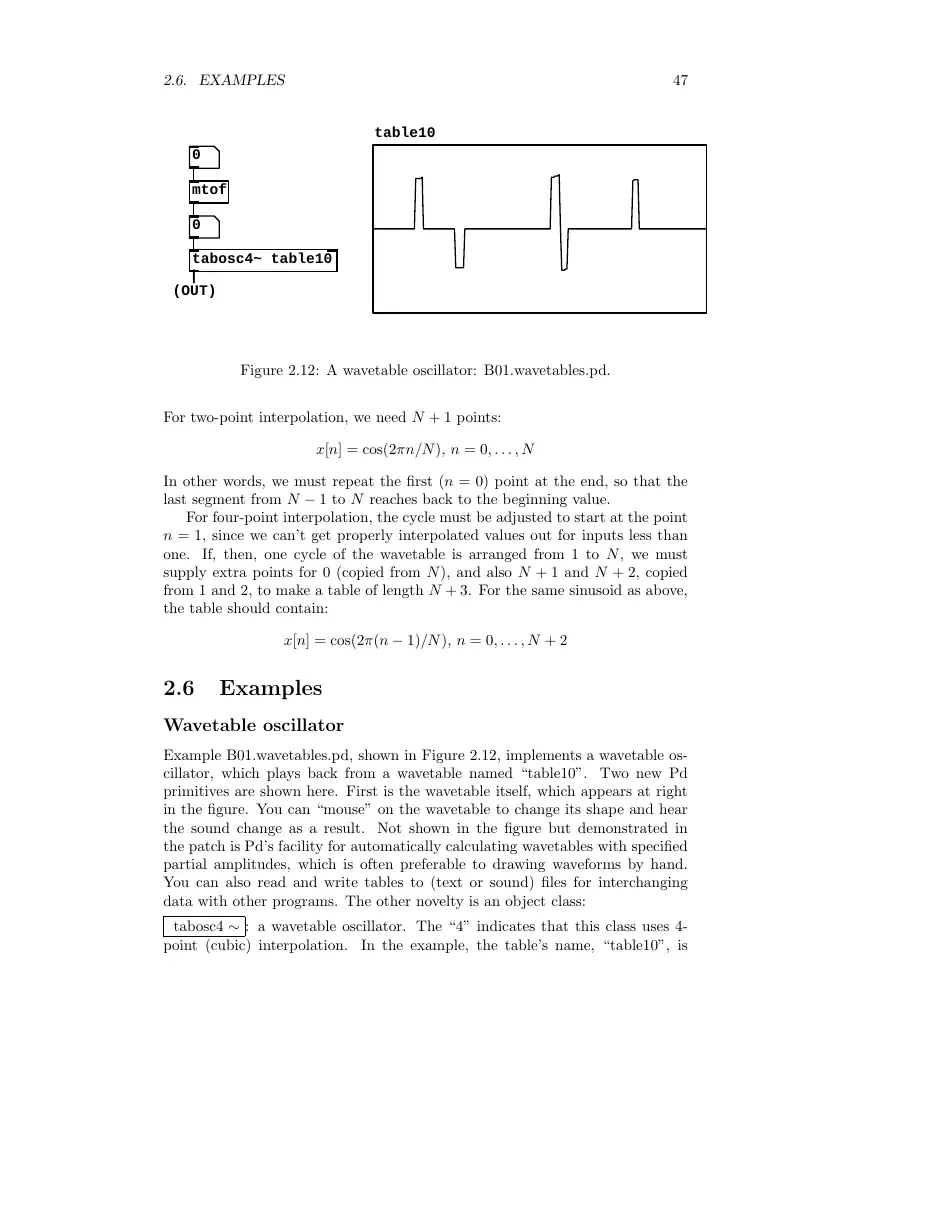 2.6. EXAMPLES 47
table10
0
mtof
0
tabosc4~ table10
(OUT)
Figure 2.12: A wavetable oscillator: B01.wavetables.pd.
For two-point interpolation, we need N + 1 points:
x[n] = cos(2πn/N), n = 0, . . . , N
In other words, we must repeat the first (n = 0) point at the end, so that the
last segment from N − 1 to N reaches back to the beginning value.
For four-point interpolation, the cycle must be adjusted to start at the point
n = 1, since we can't get properly interpolated values out for inputs less than
one. If, then, one cycle of the wavetable is arranged from 1 to N, we must
supply extra points for 0 (copied from N), and also N + 1 and N + 2, copied
from 1 and 2, to make a table of length N + 3. For the same sinusoid as above,
the table should contain:
x[n] = cos(2π(n − 1)/N), n = 0, . . . , N + 2
2.6 Examples
Wavetable oscillator
Example B01.wavetables.pd, shown in Figure 2.12, implements a wavetable os-
cillator, which plays back from a wavetable named “table10”. Two new Pd
primitives are shown here. First is the wavetable itself, which appears at right
in the figure. You can “mouse” on the wavetable to change its shape and hear
the sound change as a result. Not shown in the figure but demonstrated in
the patch is Pd's facility for automatically calculating wavetables with specified
partial amplitudes, which is often preferable to drawing waveforms by hand.
You can also read and write tables to (text or sound) files for interchanging
data with other programs. The other novelty is an object class:
tabosc4 ∼ : a wavetable oscillator. The “4” indicates that this class uses 4-
point (cubic) interpolation. In the example, the table's name, “table10”, is